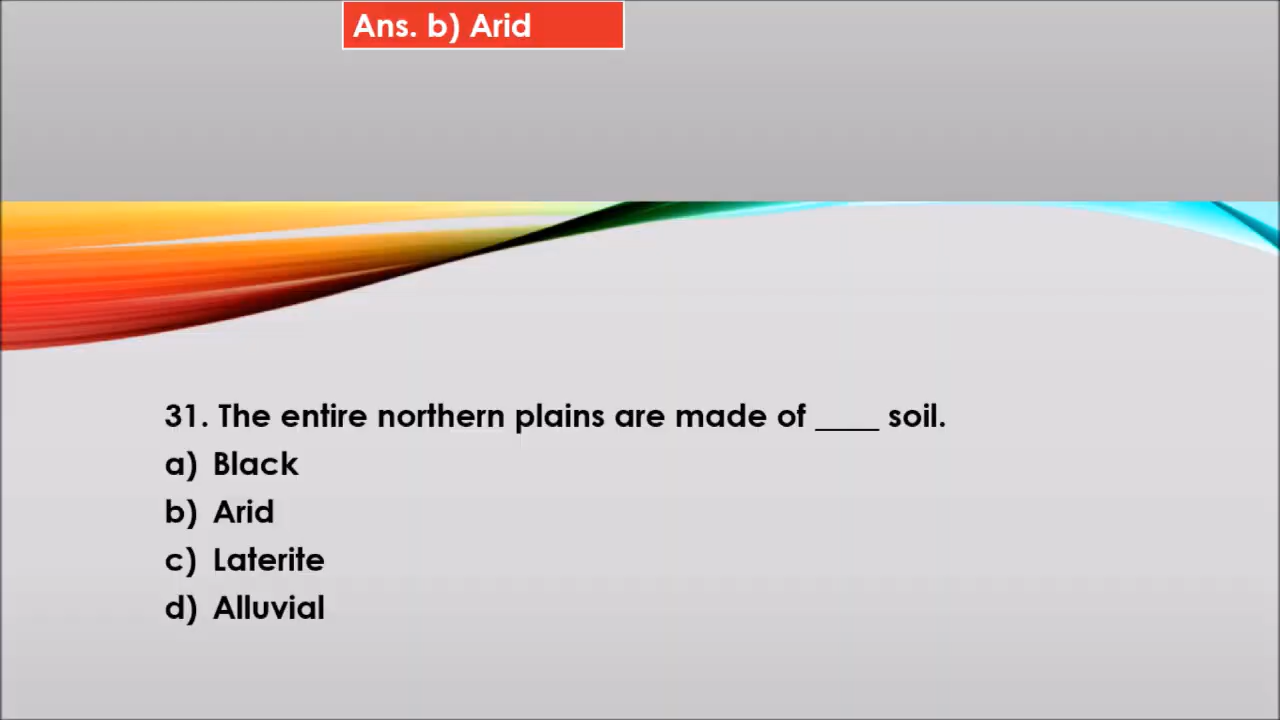 Ans. b) Arid
31. The entire northern plains are made of ____ soil.
a) Black
b) Arid
c) Laterite
d) Alluvial